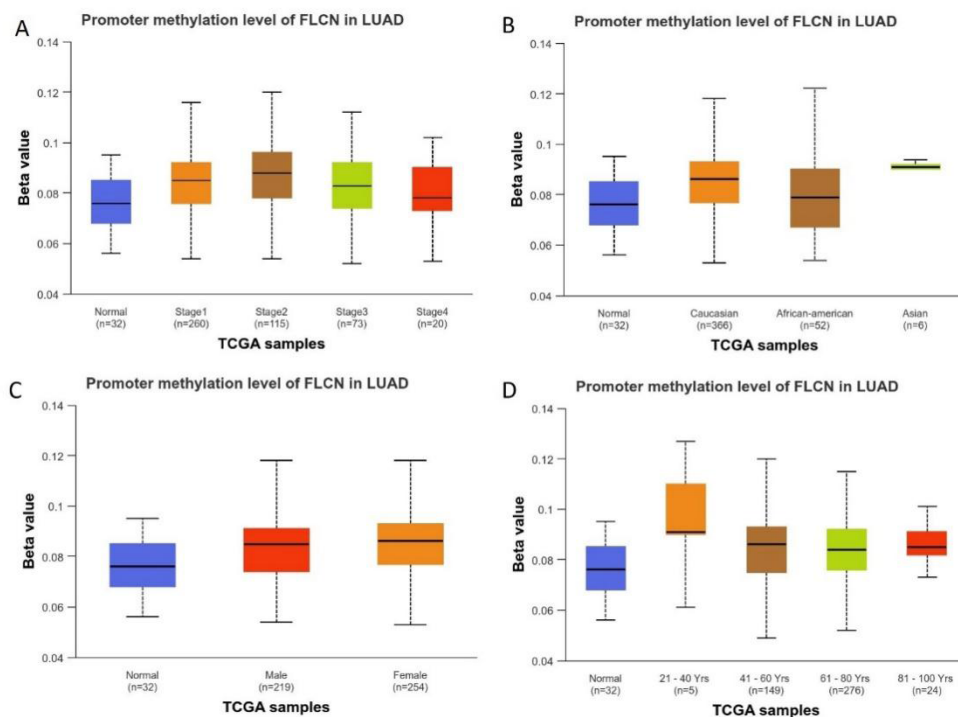 A
Promoter methylation level of FLCN in LUAD
0.14
0.12
0.1
0.08
0.06
0.04
Beta value
Normal
(n=32)
Stage1
(n=260)
Stage2
(n=115)
Stage3
(n=73)
Stage4
(n=20)
TCGA samples
B
Promoter methylation level of FLCN in LUAD
0.14
0.12
0.1
0.08
0.06
0.04
Beta value
Normal
(n=32)
Caucasian
(n=366)
African-american
(n=52)
Asian
(n=6)
TCGA samples
C
Promoter methylation level of FLCN in LUAD
0.14
0.12
0.1
0.08
0.06
0.04
Beta value
Normal
(n=32)
Male
(n=219)
Female
(n=254)
TCGA samples
D
Promoter methylation level of FLCN in LUAD
0.14
0.12
0.1
0.08
0.06
0.04
Beta value
Normal
(n=32)
21 - 40 Yrs
(n=5)
41 - 60 Yrs
(n=149)
61 - 80 Yrs
(n=276)
81 - 100 Yrs
(n=24)
TCGA samples